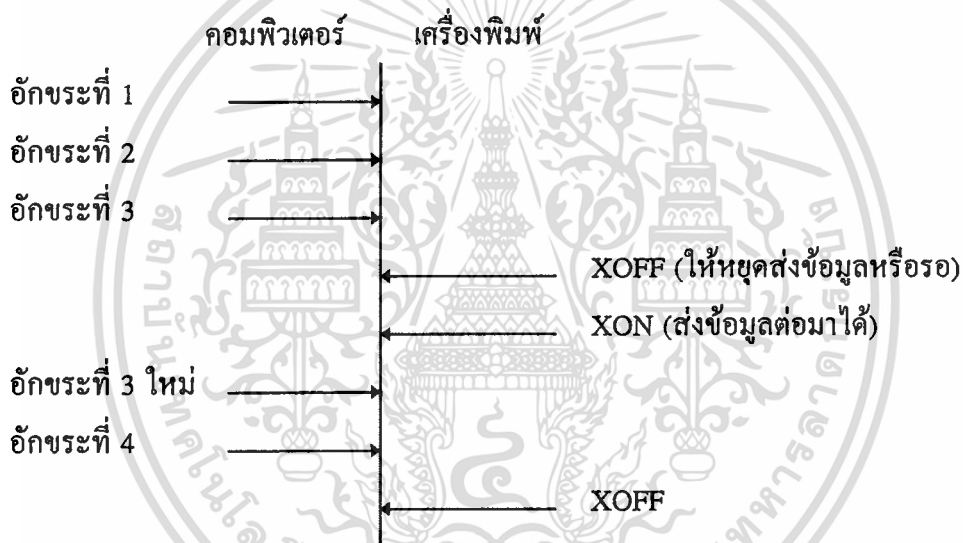 คอมพิวเตอร์ เครื่องพิมพ์
อักขระที่ 1
อักขระที่ 2
อักขระที่ 3
XOFF (ให้หยุดส่งข้อมูลหรือรอ)
XON (ส่งข้อมูลต่อมาได้)
อักขระที่ 3 ใหม่
อักขระที่ 4
XOFF